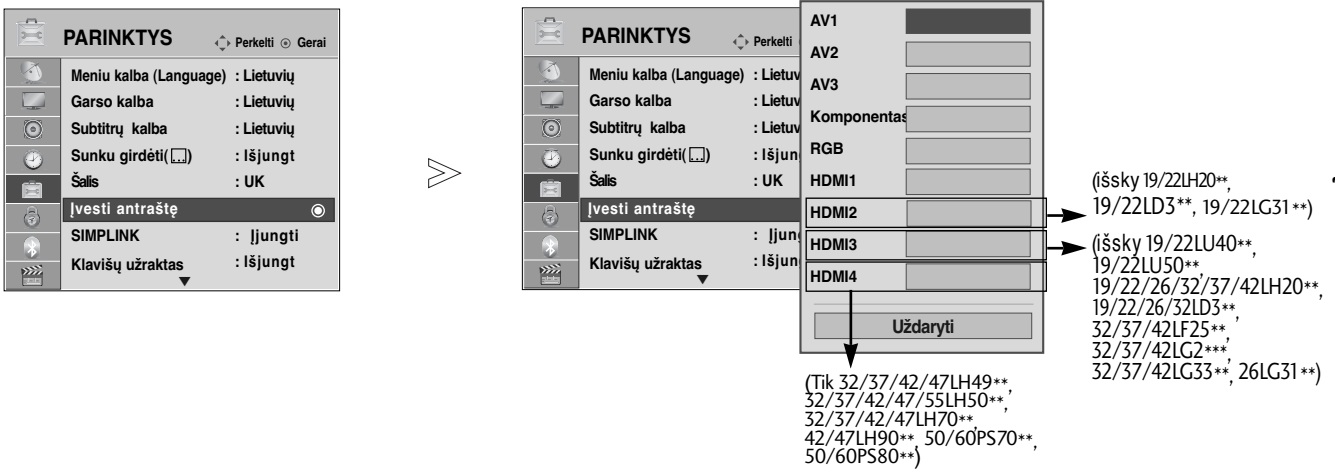 PARINKTYS Perkelti Gerai
Meniu kalba (Language) : Lietuvių
Garso kalba : Lietuvių
Subtitrų kalba : Lietuvių
Sunku girdėti(...) : Išjungt
Šalis : UK
Įvesti antraštę
SIMPLINK : Įjungti
Klavišų užraktas : Išjungt
PARINKTYS Perkelti
Meniu kalba (Language) : Lietuv
Garso kalba : Lietuv
Subtitrų kalba : Lietuv
Sunku girdėti(...) : Išjun
Šalis : UK
Įvesti antraštę
SIMPLINK : Įjung
Klavišų užraktas : Išjun
AV1
AV2
AV3
Komponentas
RGB
HDMI1
HDMI2
HDMI3
HDMI4
Uždaryti
(išsky 19/22LH20**,
19/22LD3**, 19/22LG31**)
(išsky 19/22LU40**,
19/22LU50**,
19/22/26/32/37/42LH20**,
19/22/26/32LD3**,
32/37/42LF25**,
32/37/42LG2***,
32/37/42LG33**, 26LG31**)
(Tik 32/37/42/47LH49**,
32/37/42/47/55LH50**,
32/37/42/47LH70**,
42/47LH90**, 50/60PS70**,
50/60PS80**)